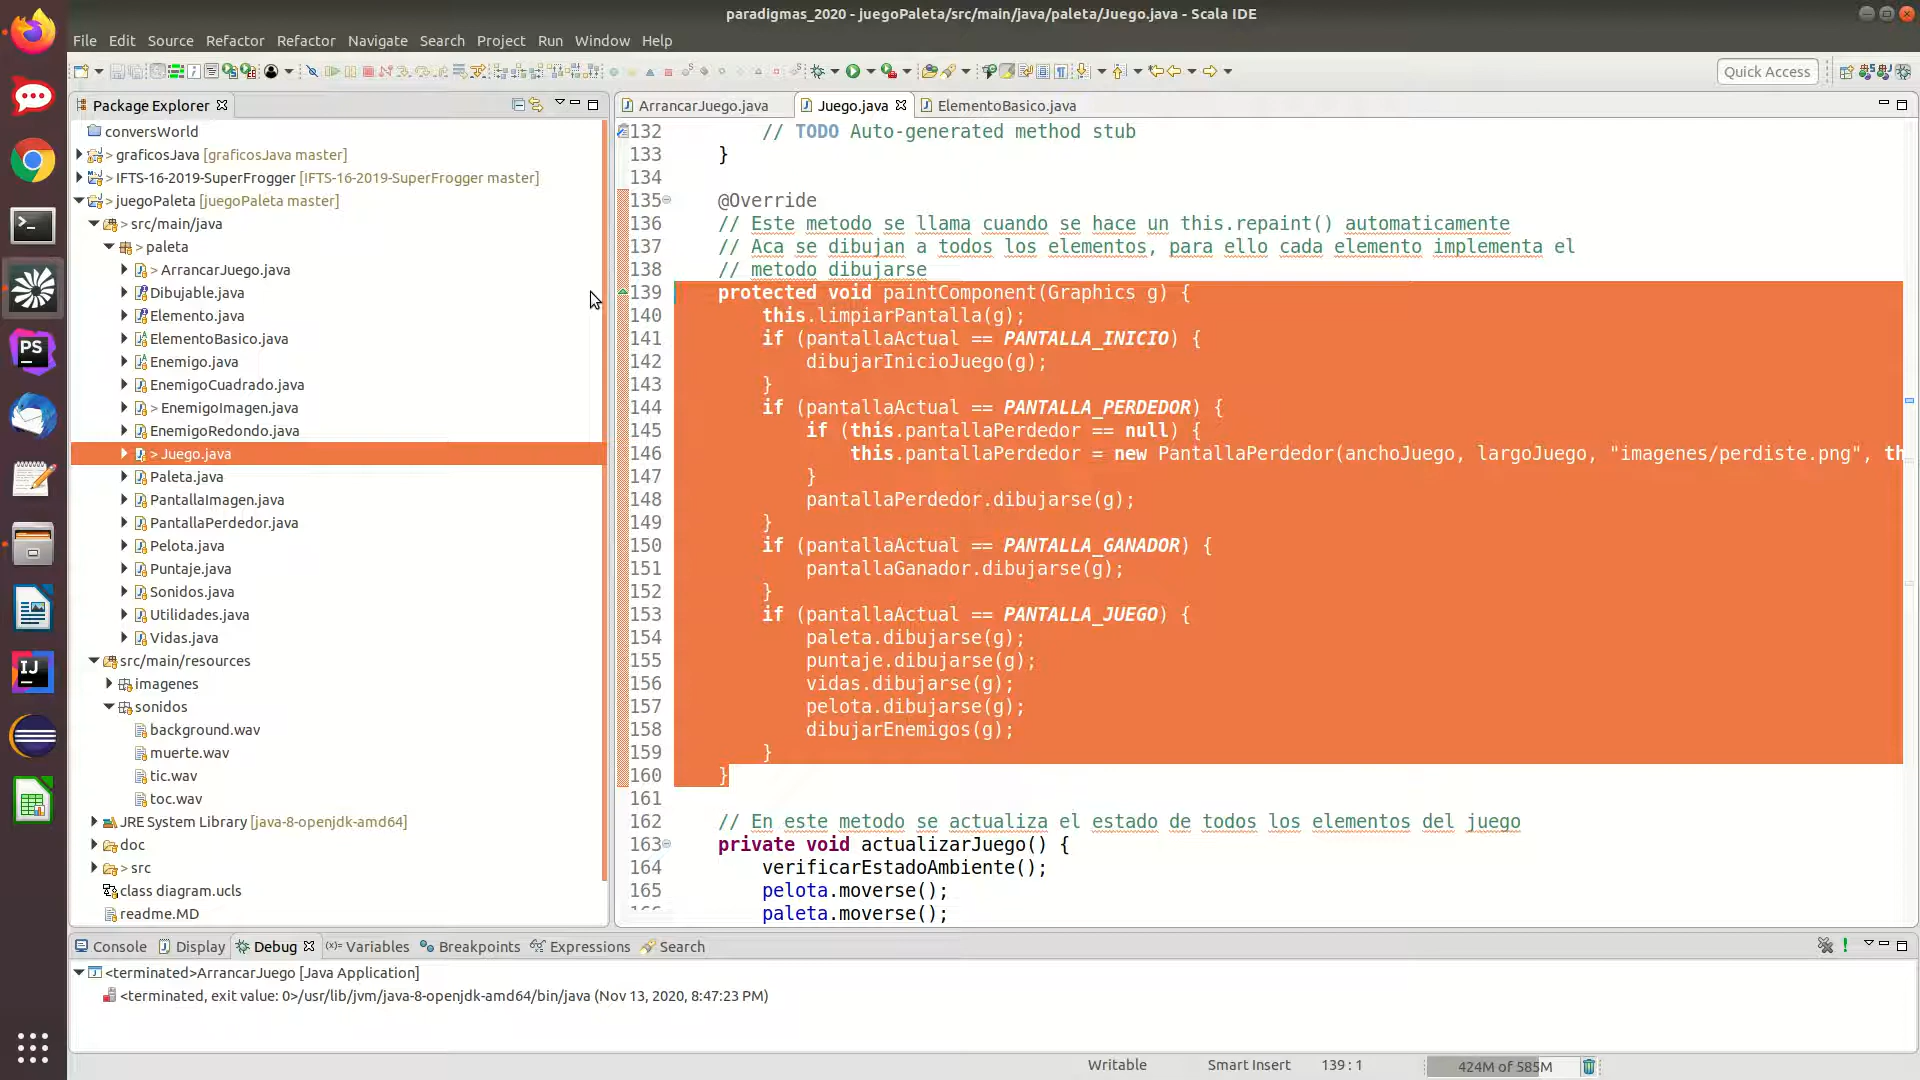 paradigmas_2020 - juegoPaleta/src/main/java/paleta/Juego.java - Scala IDE
File Edit Source Refactor Refactor Navigate Search Project Run Window Help
Quick Access
Package Explorer
conversWorld
> graficosJava [graficosJava master]
> IFTS-16-2019-SuperFrogger [IFTS-16-2019-SuperFrogger master]
> juegoPaleta [juegoPaleta master]
> src/main/java
> paleta
> ArrancarJuego.java
Dibujable.java
Elemento.java
ElementoBasico.java
Enemigo.java
EnemigoCuadrado.java
> EnemigoImagen.java
EnemigoRedondo.java
> Juego.java
Paleta.java
PantallaImagen.java
PantallaPerdedor.java
Pelota.java
Puntaje.java
Sonidos.java
Utilidades.java
Vidas.java
src/main/resources
imagenes
sonidos
background.wav
muerte.wav
tic.wav
toc.wav
JRE System Library [java-8-openjdk-amd64]
doc
> src
class diagram.ucls
readme.MD
ArrancarJuego.java Juego.java ElementoBasico.java
132 // TODO Auto-generated method stub
133 }
134
135 @Override
136 // Este metodo se llama cuando se hace un this.repaint() automaticamente
137 // Aca se dibujan a todos los elementos, para ello cada elemento implementa el
138 // metodo dibujarse
139 protected void paintComponent(Graphics g) {
140 this.limpiarPantalla(g);
141 if (pantallaActual == PANTALLA_INICIO) {
142 dibujarInicioJuego(g);
143 }
144 if (pantallaActual == PANTALLA_PERDEDOR) {
145 if (this.pantallaPerdedor == null) {
146 this.pantallaPerdedor = new PantallaPerdedor(anchoJuego, largoJuego, "imagenes/perdiste.png", th
147 }
148 pantallaPerdedor.dibujarse(g);
149 }
150 if (pantallaActual == PANTALLA_GANADOR) {
151 pantallaGanador.dibujarse(g);
152 }
153 if (pantallaActual == PANTALLA_JUEGO) {
154 paleta.dibujarse(g);
155 puntaje.dibujarse(g);
156 vidas.dibujarse(g);
157 pelota.dibujarse(g);
158 dibujarEnemigos(g);
159 }
160 }
161
162 // En este metodo se actualiza el estado de todos los elementos del juego
163 private void actualizarJuego() {
164 verificarEstadoAmbiente();
165 pelota.moverse();
paleta.moverse();
Console Display Debug (x)= Variables Breakpoints Expressions Search
<terminated>ArrancarJuego [Java Application]
<terminated, exit value: 0>/usr/lib/jvm/java-8-openjdk-amd64/bin/java (Nov 13, 2020, 8:47:23 PM)
Writable Smart Insert 139 : 1 424M of 585M
PS
IJ